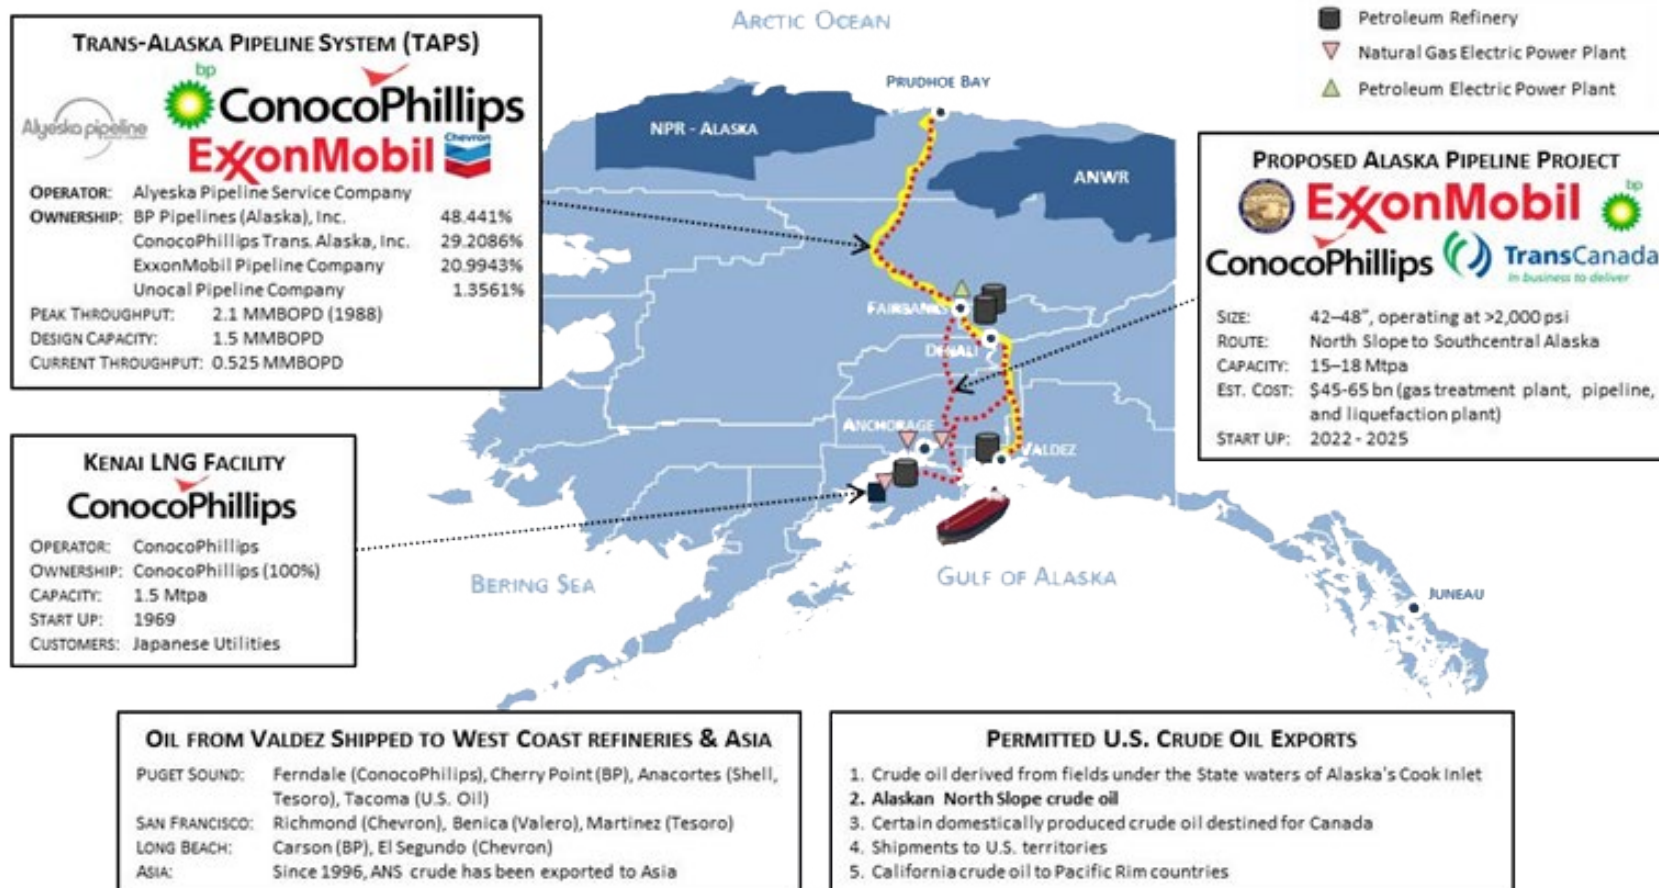 ARCTIC OCEAN
Petroleum Refinery
Natural Gas Electric Power Plant
Petroleum Electric Power Plant
TRANS-ALASKA PIPELINE SYSTEM (TAPS)
bp
Alyeska pipeline
ConocoPhillips
ExxonMobil
Chevron
OPERATOR: Alyeska Pipeline Service Company
OWNERSHIP: BP Pipelines (Alaska), Inc. 48.441%
ConocoPhillips Trans. Alaska, Inc. 29.2086%
ExxonMobil Pipeline Company 20.9943%
Unocal Pipeline Company 1.3561%
PEAK THROUGHPUT: 2.1 MMBOPD (1988)
DESIGN CAPACITY: 1.5 MMBOPD
CURRENT THROUGHPUT: 0.525 MMBOPD
PRUDHOE BAY
NPR - ALASKA
ANWR
FAIRBANKS
DENALI
ANCHORAGE
VALDEZ
PROPOSED ALASKA PIPELINE PROJECT
ExxonMobil
bp
ConocoPhillips
TransCanada
In business to deliver
SIZE: 42–48", operating at >2,000 psi
ROUTE: North Slope to Southcentral Alaska
CAPACITY: 15–18 Mtpa
EST. COST: $45-65 bn (gas treatment plant, pipeline,
and liquefaction plant)
START UP: 2022 - 2025
KENAI LNG FACILITY
ConocoPhillips
OPERATOR: ConocoPhillips
OWNERSHIP: ConocoPhillips (100%)
CAPACITY: 1.5 Mtpa
START UP: 1969
CUSTOMERS: Japanese Utilities
BERING SEA
GULF OF ALASKA
JUNEAU
OIL FROM VALDEZ SHIPPED TO WEST COAST REFINERIES & ASIA
PUGET SOUND: Ferndale (ConocoPhilips), Cherry Point (BP), Anacortes (Shell,
Tesoro), Tacoma (U.S. Oil)
SAN FRANCISCO: Richmond (Chevron), Benica (Valero), Martinez (Tesoro)
LONG BEACH: Carson (BP), El Segundo (Chevron)
ASIA: Since 1996, ANS crude has been exported to Asia
PERMITTED U.S. CRUDE OIL EXPORTS
1. Crude oil derived from fields under the State waters of Alaska's Cook Inlet
2. Alaskan North Slope crude oil
3. Certain domestically produced crude oil destined for Canada
4. Shipments to U.S. territories
5. California crude oil to Pacific Rim countries